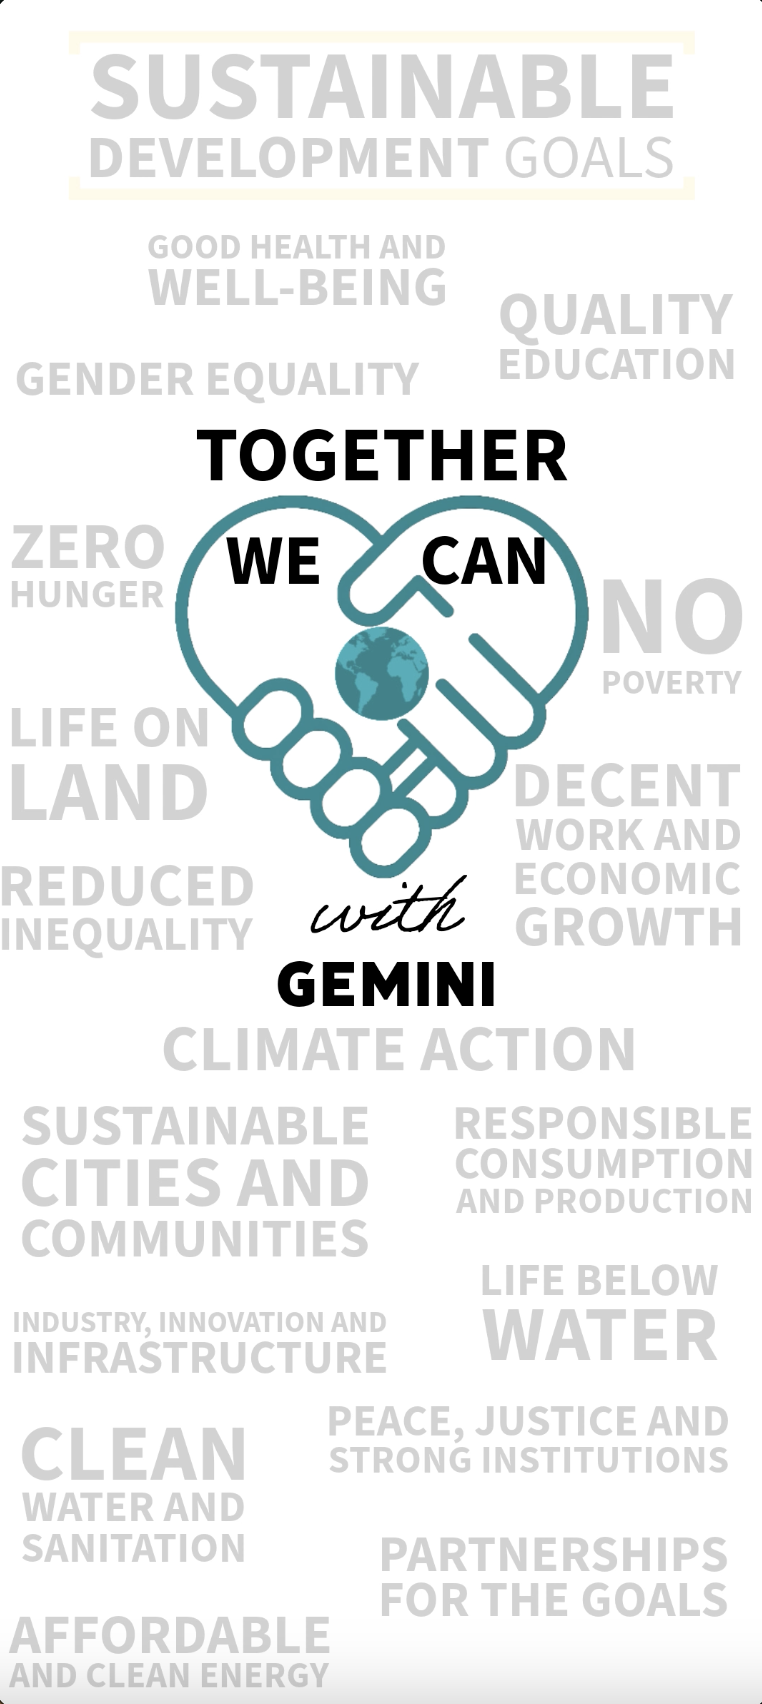 SUSTAINABLE
DEVELOPMENT GOALS
GOOD HEALTH AND
WELL-BEING
QUALITY
EDUCATION
GENDER EQUALITY
TOGETHER
WE CAN
ZERO
HUNGER
NO
POVERTY
LIFE ON
LAND
DECENT
WORK AND
ECONOMIC
GROWTH
REDUCED
INEQUALITY
with
GEMINI
CLIMATE ACTION
SUSTAINABLE
CITIES AND
COMMUNITIES
RESPONSIBLE
CONSUMPTION
AND PRODUCTION
LIFE BELOW
WATER
INDUSTRY, INNOVATION AND
INFRASTRUCTURE
PEACE, JUSTICE AND
STRONG INSTITUTIONS
CLEAN
WATER AND
SANITATION
PARTNERSHIPS
FOR THE GOALS
AFFORDABLE
AND CLEAN ENERGY